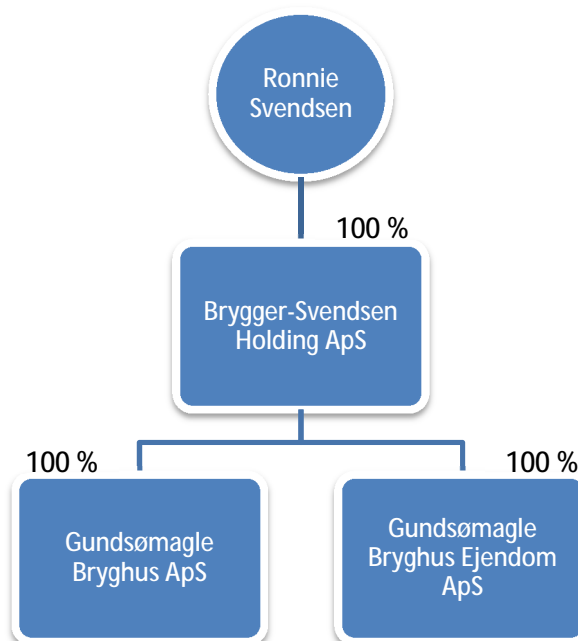 Ronnie
Svendsen
100 %
Brygger-Svendsen
Holding ApS
100 %
100 %
Gundsømagle
Bryghus ApS
Gundsømagle
Bryghus Ejendom
ApS